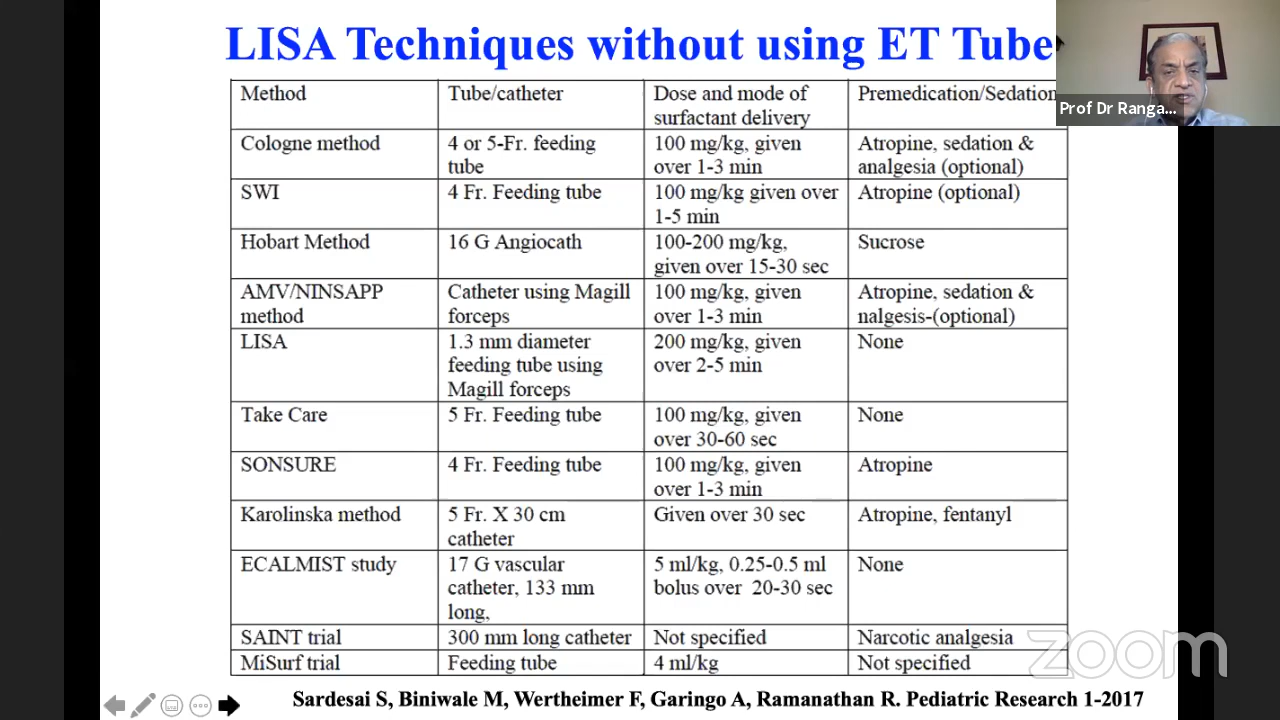 LISA Techniques without using ET Tube
Prof Dr Ranga...
Method Tube/catheter Dose and mode of surfactant delivery Premedication/Sedation
Cologne method 4 or 5-Fr. feeding tube 100 mg/kg, given over 1-3 min Atropine, sedation & analgesia (optional)
SWI 4 Fr. Feeding tube 100 mg/kg given over 1-5 min Atropine (optional)
Hobart Method 16 G Angiocath 100-200 mg/kg, given over 15-30 sec Sucrose
AMV/NINSAPP method Catheter using Magill forceps 100 mg/kg, given over 1-3 min Atropine, sedation & nalgesis-(optional)
LISA 1.3 mm diameter feeding tube using Magill forceps 200 mg/kg, given over 2-5 min None
Take Care 5 Fr. Feeding tube 100 mg/kg, given over 30-60 sec None
SONSURE 4 Fr. Feeding tube 100 mg/kg, given over 1-3 min Atropine
Karolinska method 5 Fr. X 30 cm catheter Given over 30 sec Atropine, fentanyl
ECALMIST study 17 G vascular catheter, 133 mm long, 5 ml/kg, 0.25-0.5 ml bolus over 20-30 sec None
SAINT trial 300 mm long catheter Not specified Narcotic analgesia
MiSurf trial Feeding tube 4 ml/kg Not specified
zoom
Sardesai S, Biniwale M, Wertheimer F, Garingo A, Ramanathan R. Pediatric Research 1-2017